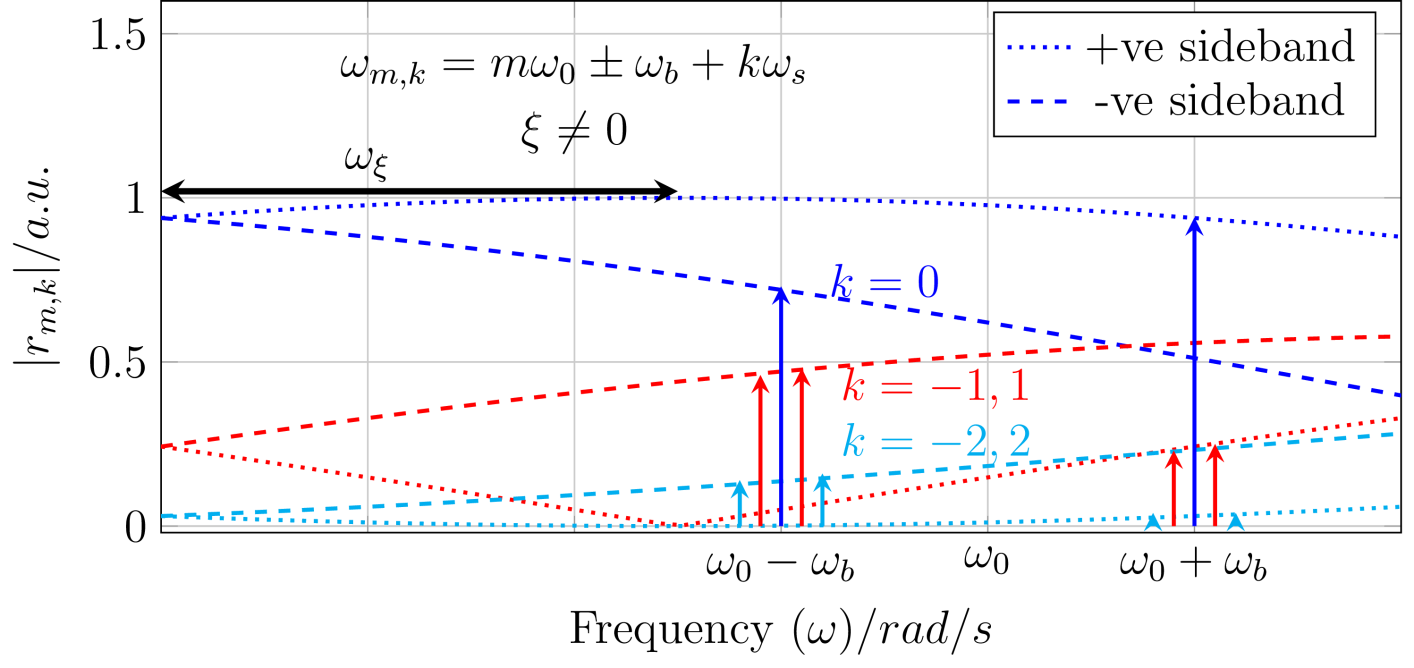 1.5
1
0.5
0
|r_{m,k}|/a.u.
ω_{m,k} = mω_0 ± ω_b + kω_s
ξ ≠ 0
ω_ξ
+ve sideband
-ve sideband
k = 0
k = −1, 1
k = −2, 2
ω_0 − ω_b
ω_0
ω_0 + ω_b
Frequency (ω)/rad/s